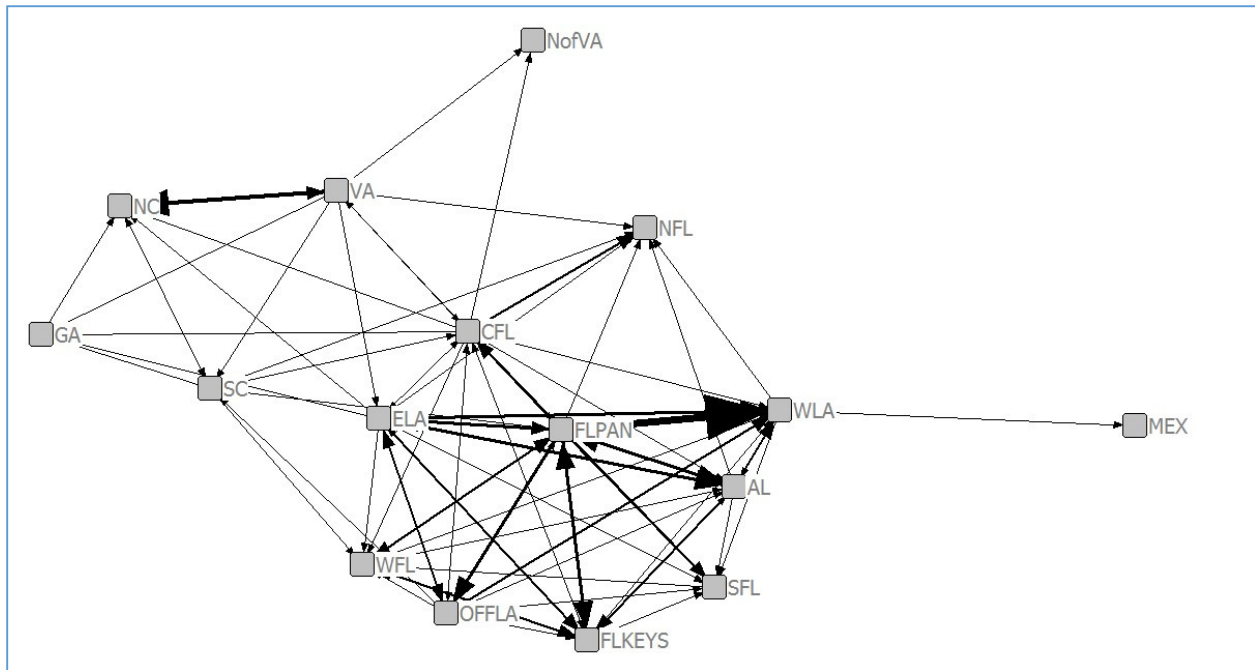 NofVA
VA
NC
NFL
CFL
GA
SC
WLA
ELA
FLPAN
MEX
AL
WFL
SFL
OFFLA
FLKEYS